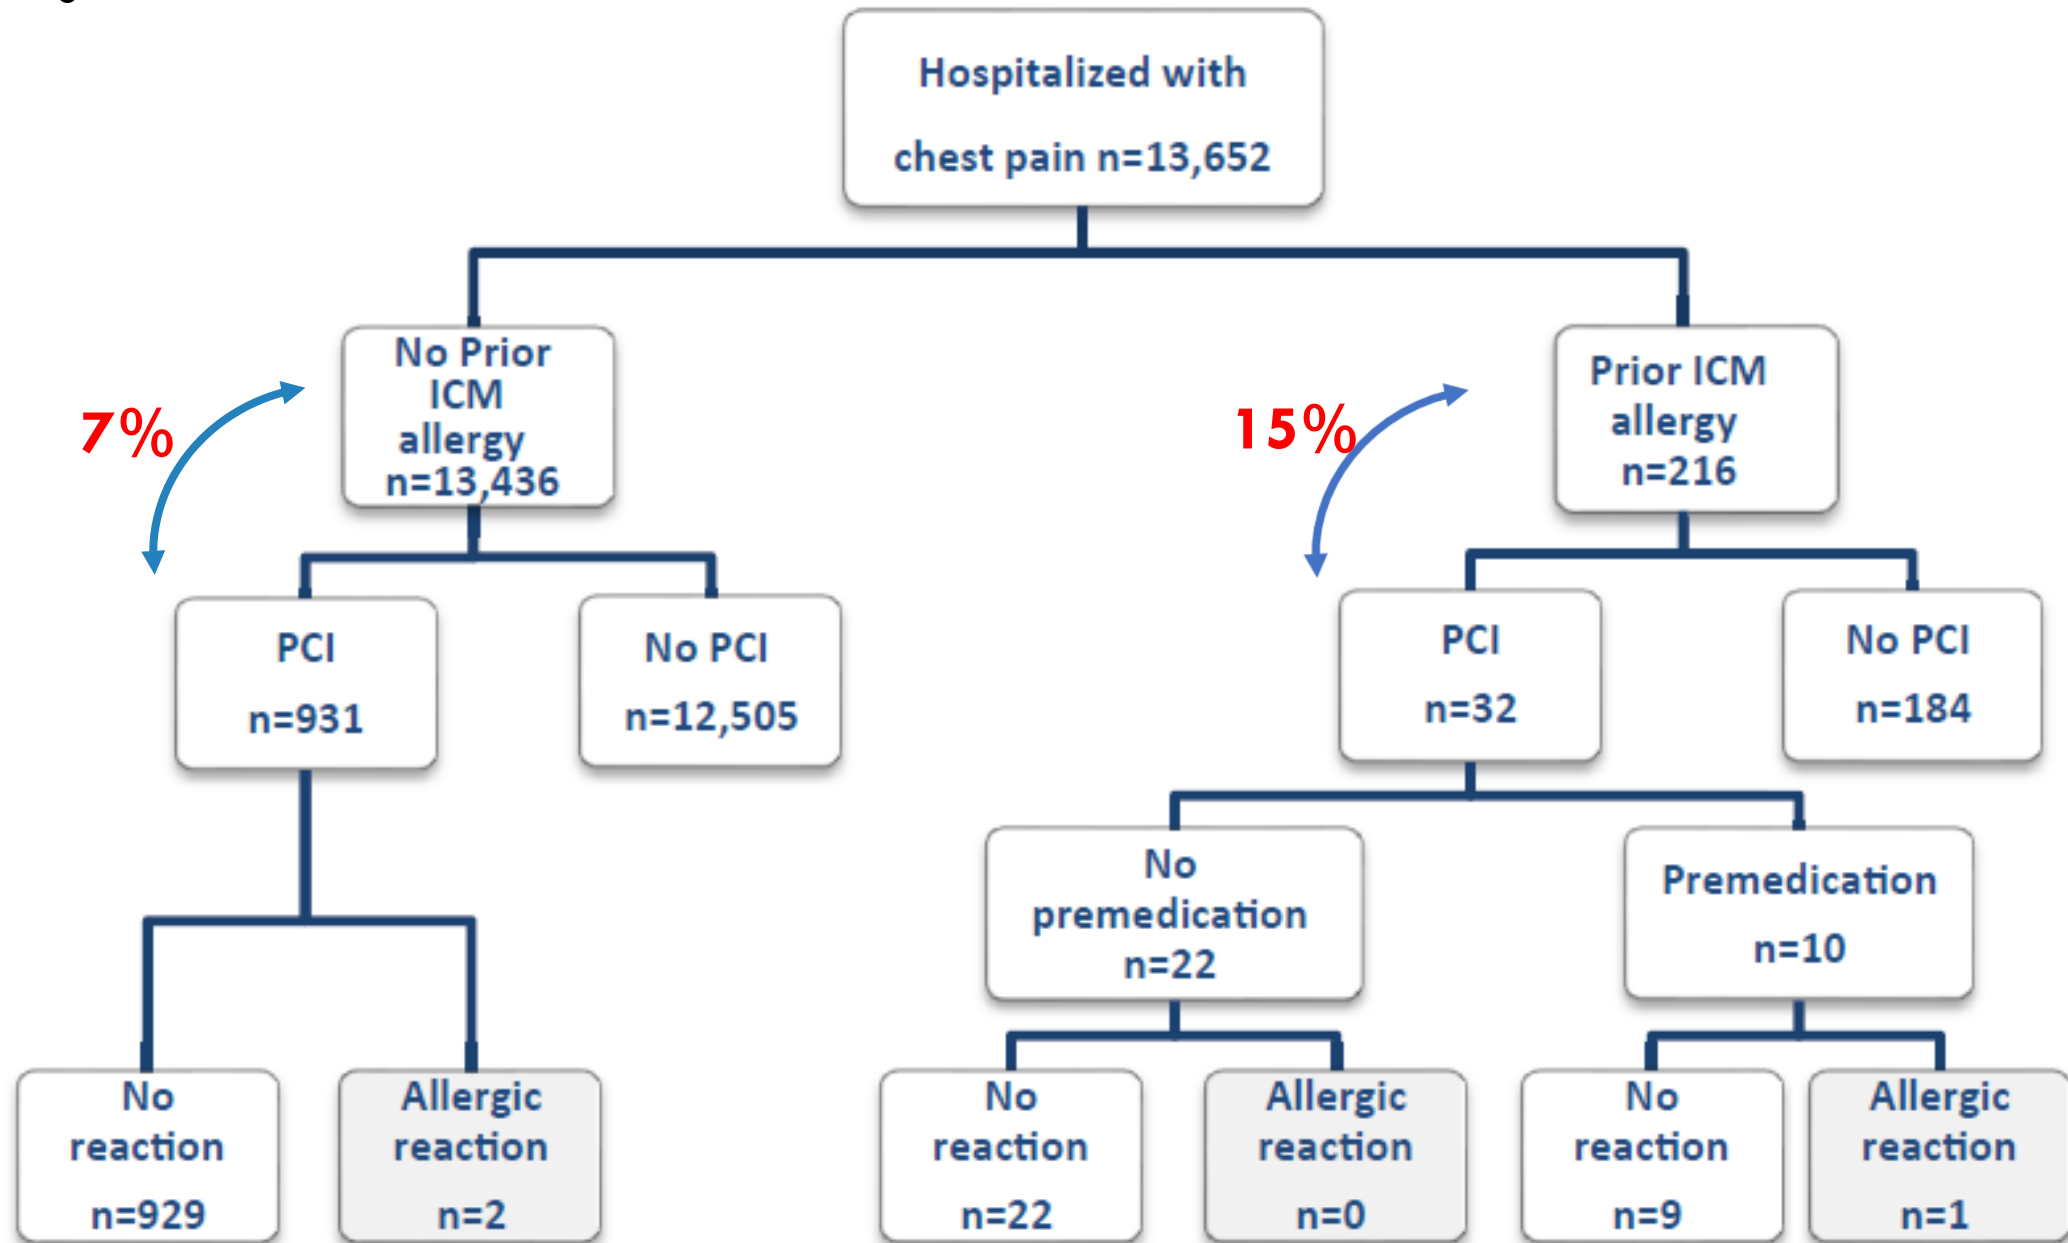 Hospitalized with
chest pain n=13,652
No Prior
ICM
allergy
n=13,436
Prior ICM
allergy
n=216
7%
15%
PCI
n=931
No PCI
n=12,505
PCI
n=32
No PCI
n=184
No
premedication
n=22
Premedication
n=10
No
reaction
n=929
Allergic
reaction
n=2
No
reaction
n=22
Allergic
reaction
n=0
No
reaction
n=9
Allergic
reaction
n=1